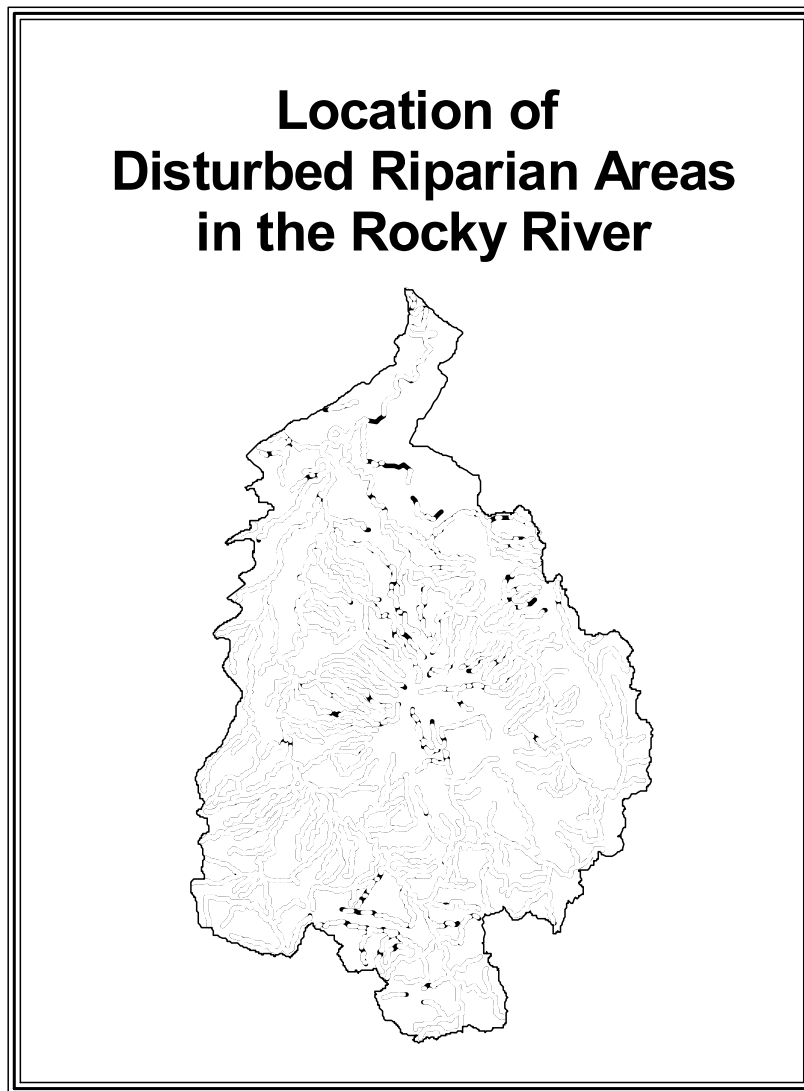 Location of
Disturbed Riparian Areas
in the Rocky River